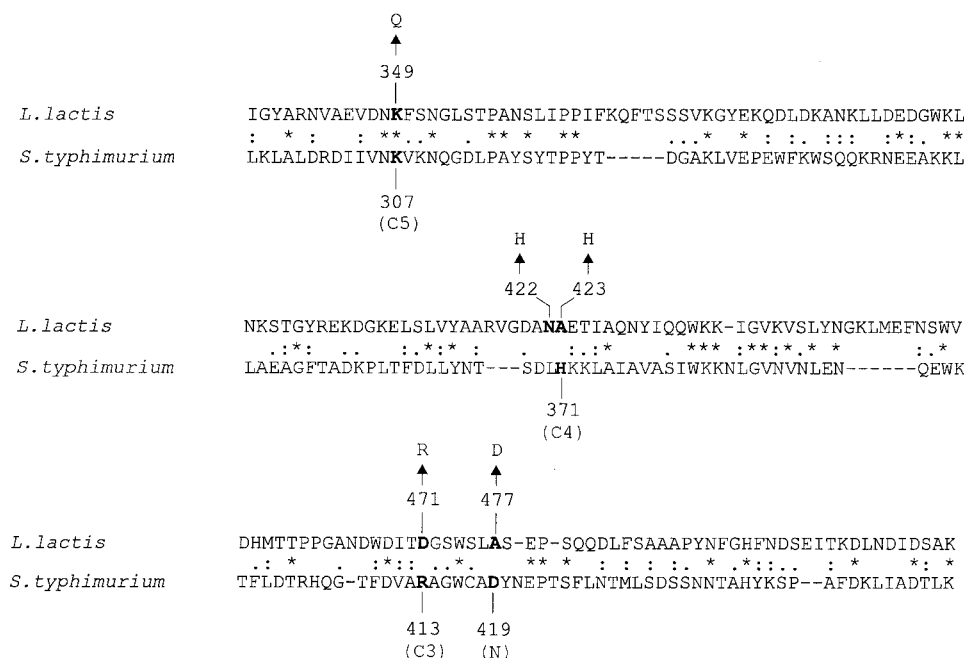 Q
349
L.lactis IGYARNVAEVDNKFSNGLSTPANSLIPPIFKQFTSSSVKGYEKQDLDKANKLLDEDGWKL
S.typhimurium LKLALDRDIIVNKVKNQGDLPAYSYTPPYT-----DGAKLVEPEWFKWSQQKRNEEAKKL
307
(C5)
H H
422 423
L.lactis NKSTGYREKDGKELSLVYAARVGDANAETIAQNYIQQWKK-IGVKVSLYNGKLMEFNSWV
S.typhimurium LAEAGFTADKPLTFDLLYNT---SDLHKKLAIAVASIWKKNLGVNVNLEN------QEWK
371
(C4)
R D
471 477
L.lactis DHMTTPPGANDWDITDGSWSLAS-EP-SQQDLFSAAAPYNFGHFNDSEITKDLNDIDSAK
S.typhimurium TFLDTRHQG-TFDVARAGWCADYNEPTSFLNTMLSDSSNNTAHYKSP--AFDKLIADTLK
413 419
(C3) (N)